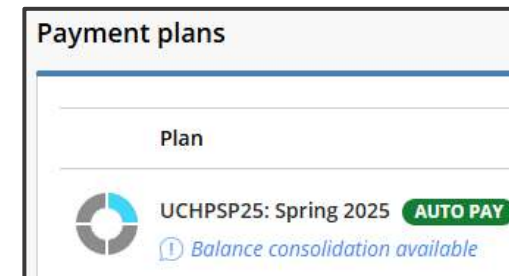 Payment plans
Plan
UCHPSP25: Spring 2025 AUTO PAY
! Balance consolidation available